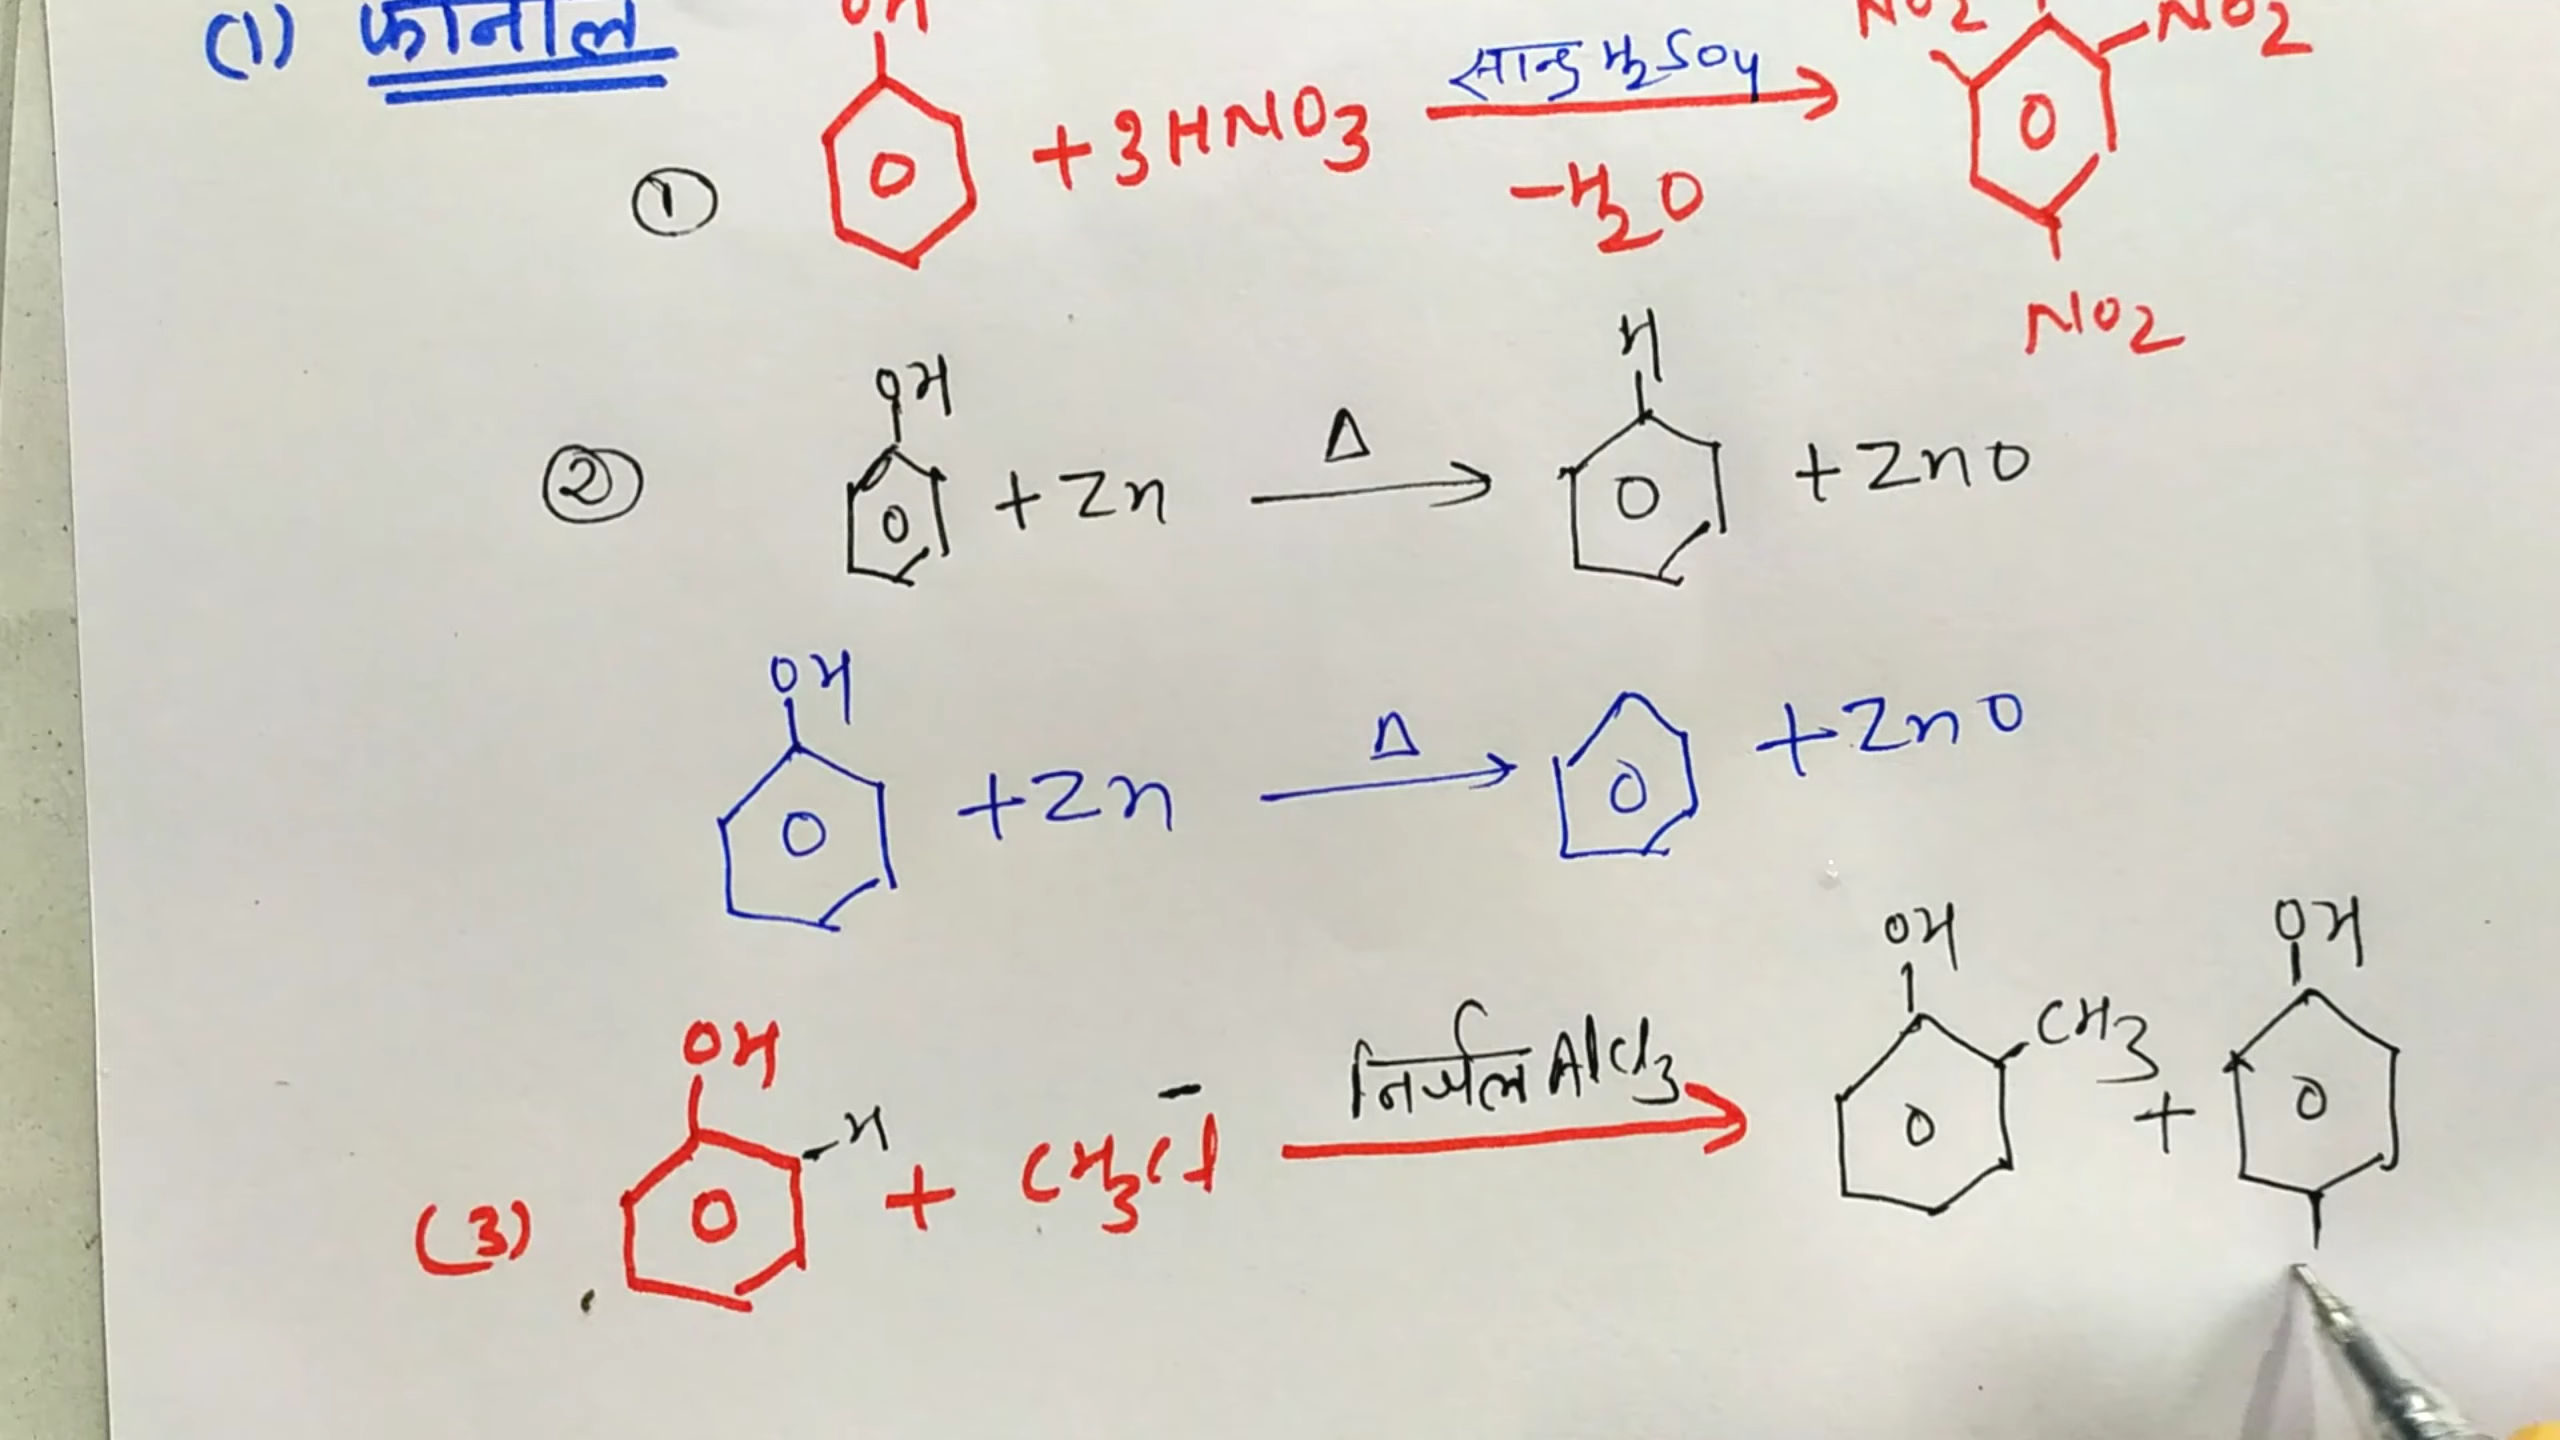 (1) फीनॉल
OH NO2 NO2
① + 3HNO3 सान्द्र H2SO4 -H2O
NO2
OH H
② + Zn Δ + ZnO
OH
+ Zn Δ + ZnO
OH OH
OH CH3
(3) H + CH3Cl निर्जल AlCl3 +